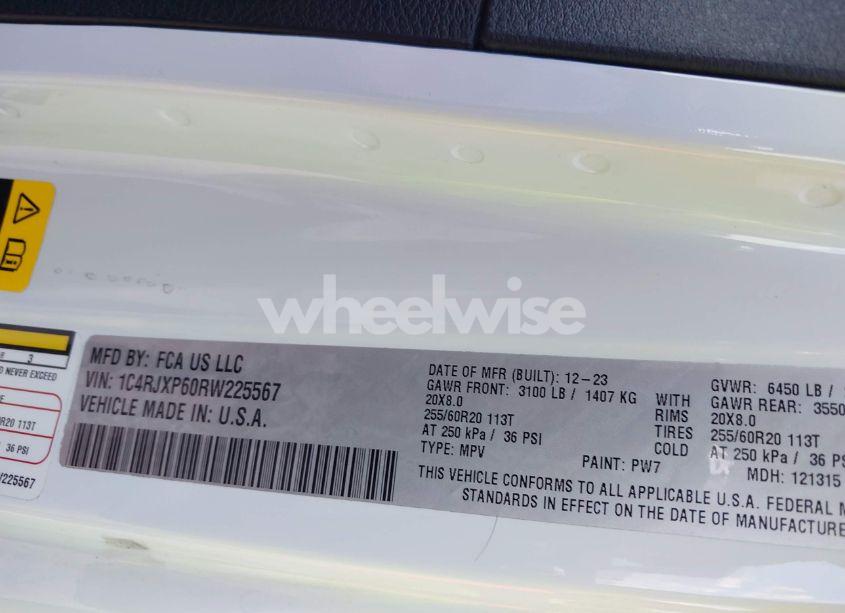 wheelwise
3
D NEVER EXCEED
R20 113T
36 PSI
W225567
MFD BY: FCA US LLC
VIN: 1C4RJXP60RW225567
VEHICLE MADE IN: U.S.A.
DATE OF MFR (BUILT): 12-23
GAWR FRONT: 3100 LB / 1407 KG WITH
20X8.0 RIMS
255/60R20 113T TIRES
AT 250 kPa / 36 PSI COLD
TYPE: MPV PAINT: PW7
GVWR: 6450 LB /
GAWR REAR: 3550
20X8.0
255/60R20 113T
AT 250 kPa / 36 PS
MDH: 121315
THIS VEHICLE CONFORMS TO ALL APPLICABLE U.S.A. FEDERAL M
STANDARDS IN EFFECT ON THE DATE OF MANUFACTURE